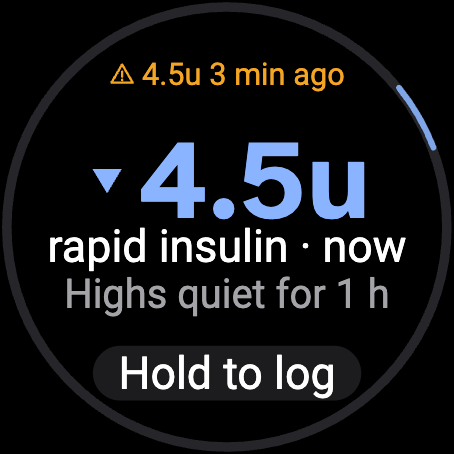 ⚠ 4.5u 3 min ago
4.5u
rapid insulin · now
Highs quiet for 1 h
Hold to log